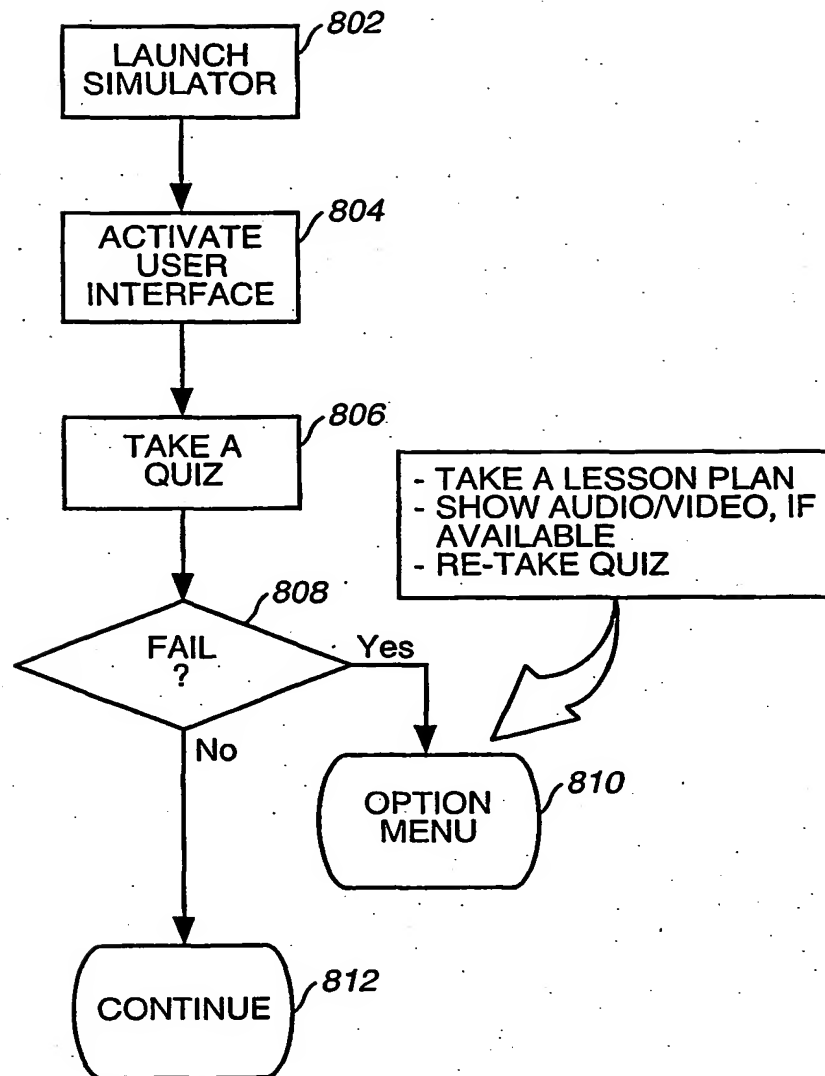 802
LAUNCH
SIMULATOR
804
ACTIVATE
USER
INTERFACE
806
TAKE A
QUIZ
- TAKE A LESSON PLAN
- SHOW AUDIO/VIDEO, IF
AVAILABLE
- RE-TAKE QUIZ
808
FAIL
?
Yes
No
810
OPTION
MENU
812
CONTINUE